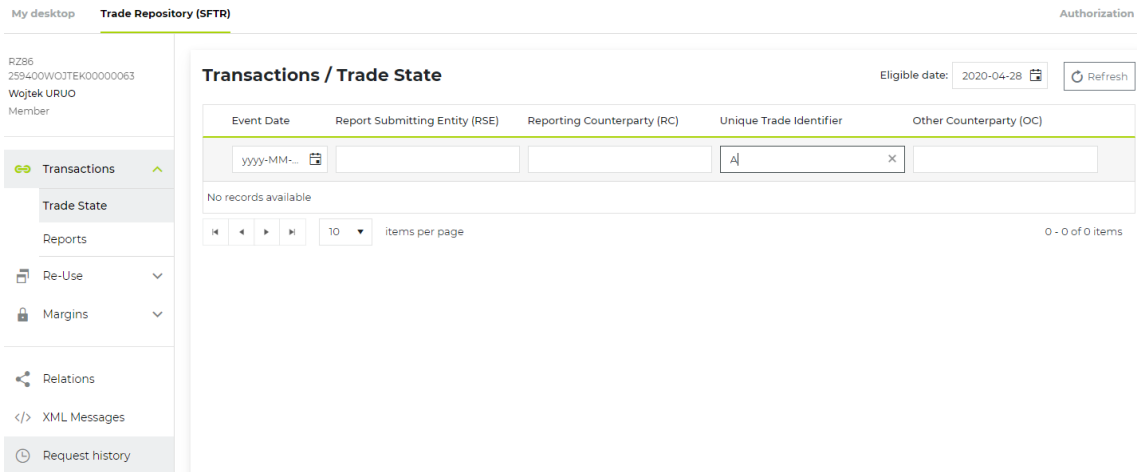 My desktop Trade Repository (SFTR) Authorization
RZ86
259400WOJTEK00000063
Wojtek URUO
Member
Transactions / Trade State Eligible date: 2020-04-28 Refresh
Event Date Report Submitting Entity (RSE) Reporting Counterparty (RC) Unique Trade Identifier Other Counterparty (OC)
yyyy-MM-... A
No records available
10 items per page 0 - 0 of 0 items
Transactions
Trade State
Reports
Re-Use
Margins
Relations
XML Messages
Request history